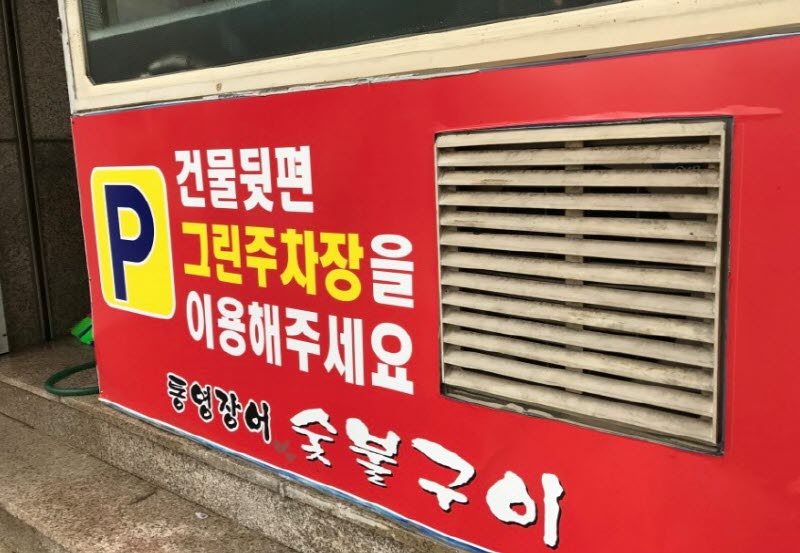 P
건물뒷편
그린주차장을
이용해주세요
통영장어 숯불구이